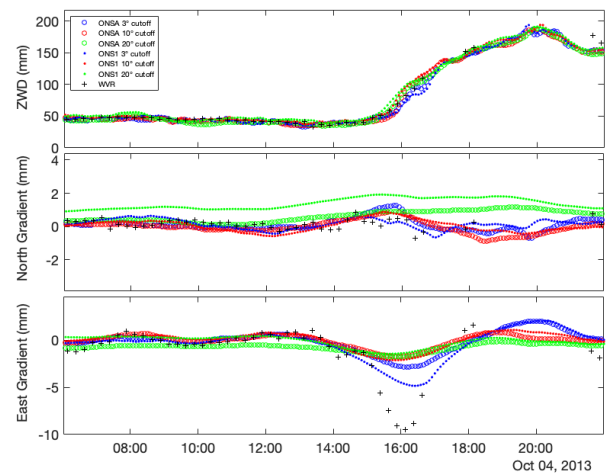 200
150
100
50
0
ZWD (mm)
ONSA 3° cutoff
ONSA 10° cutoff
ONSA 20° cutoff
ONS1 3° cutoff
ONS1 10° cutoff
ONS1 20° cutoff
WVR
4
2
0
-2
North Gradient (mm)
0
-5
-10
East Gradient (mm)
08:00 10:00 12:00 14:00 16:00 18:00 20:00
Oct 04, 2013